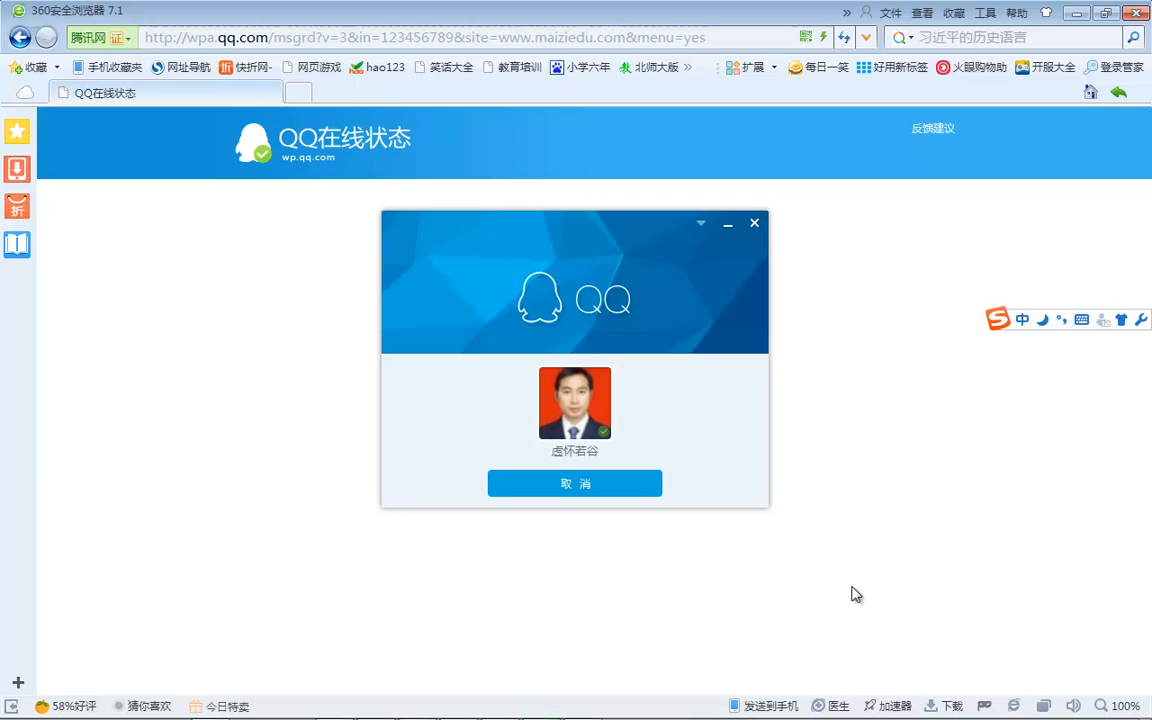 360安全浏览器 7.1
» 文件 查看 收藏 工具 帮助
腾讯网 证 http://wpa.qq.com/msgrd?v=3&in=123456789&site=www.maiziedu.com&menu=yes 习近平的历史语言
收藏 手机收藏夹 网址导航 折 快折网- 网页游戏 hao123 笑话大全 教育培训 小学六年 北师大版 » 扩展 每日一笑 好用新标签 火眼购物助 开服大全 登录管家
QQ在线状态
QQ在线状态
wp.qq.com
反馈建议
折
QQ
S 中
虚怀若谷
取 消
58%好评 猜你喜欢 今日特卖 发送到手机 医生 加速器 下载 100%